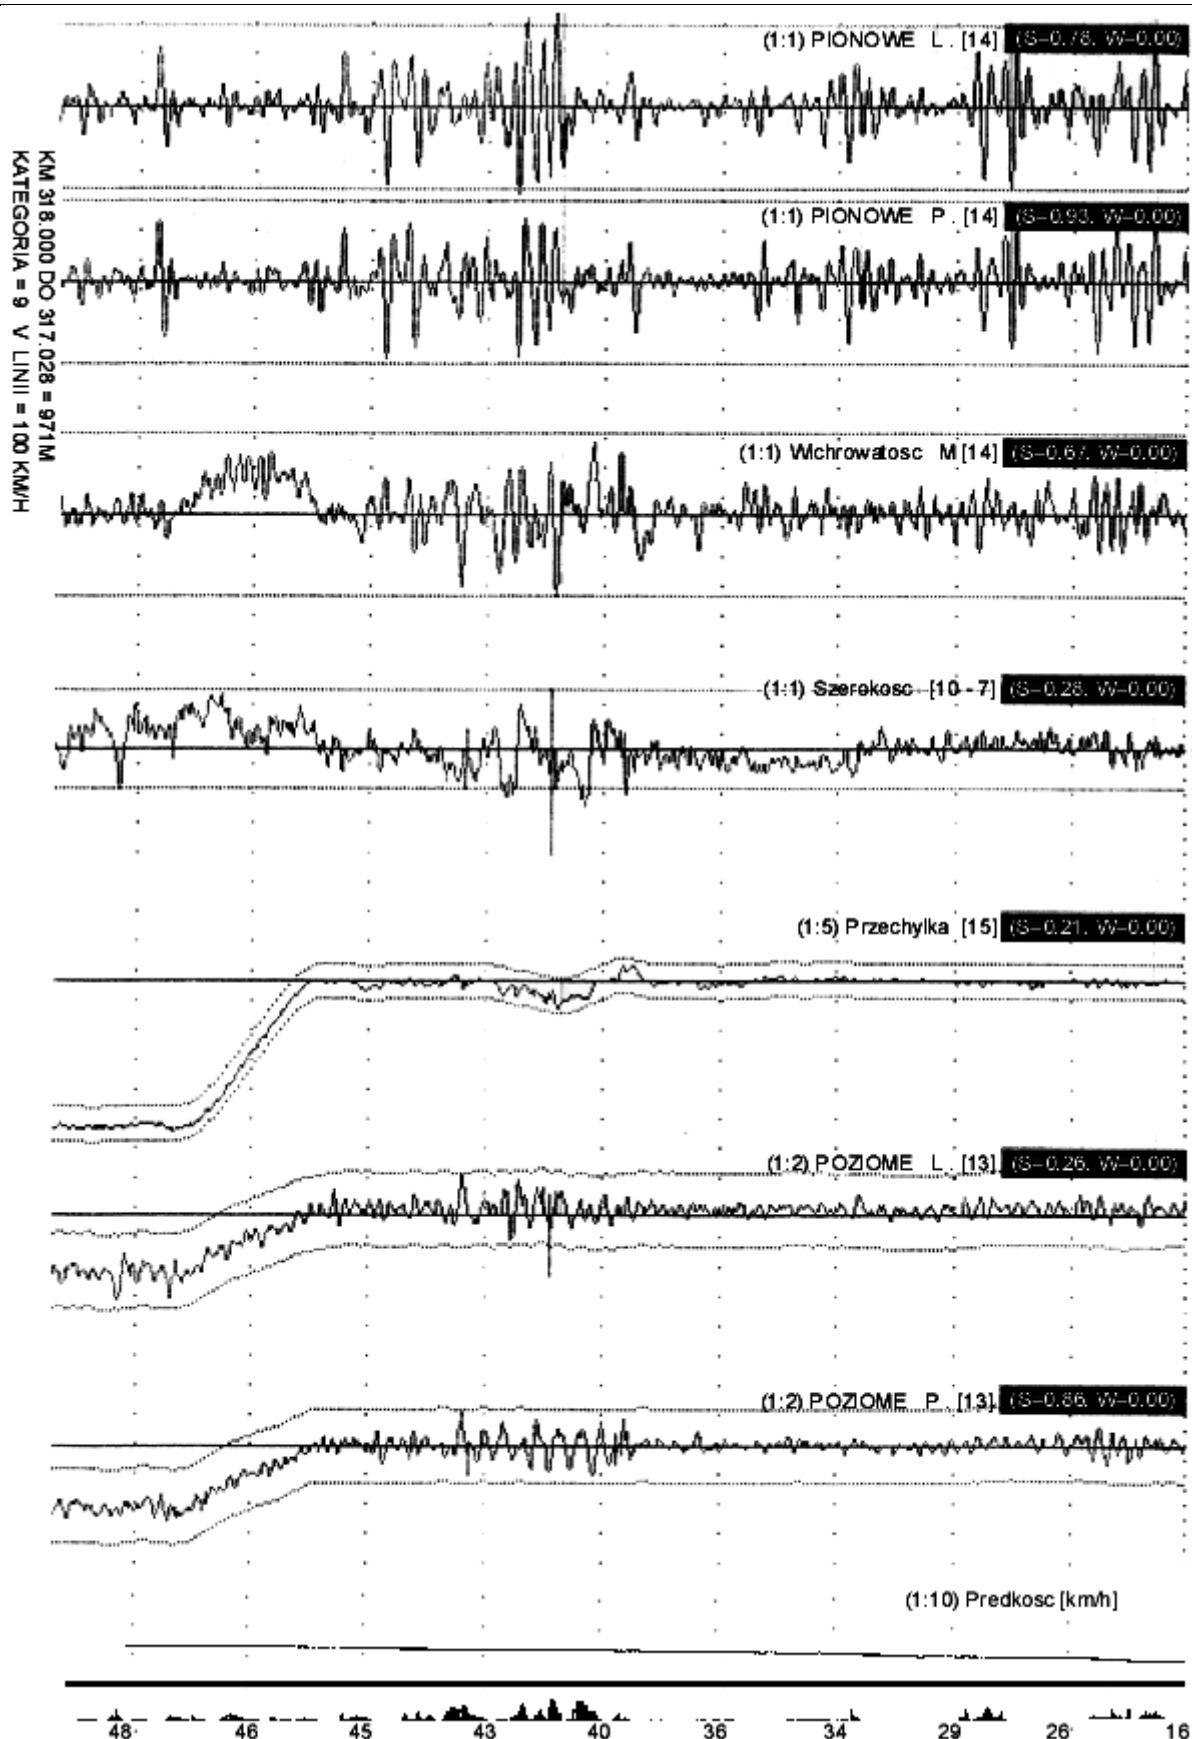 (1:1) PIONOWE L. [14] (S-0.78. W-0.00)
(1:1) PIONOWE P. [14] (S-0.93. W-0.00)
KM 318.000 DO 317.028 = 971M
KATEGORIA = 9 V LINII = 100 KM/H
(1:1) Wichrowatosc M [14] (S-0.67. W-0.00)
(1:1) Szerokosc [10 - 7] (S-0.28. W-0.00)
(1:5) Przechylka [15] (S-0.21. W-0.00)
(1:2) POZIOME L. [13] (S-0.26. W-0.00)
(1:2) POZIOME P. [13] (S-0.86. W-0.00)
(1:10) Predkosc [km/h]
48 46 45 43 40 36 34 29 26 16